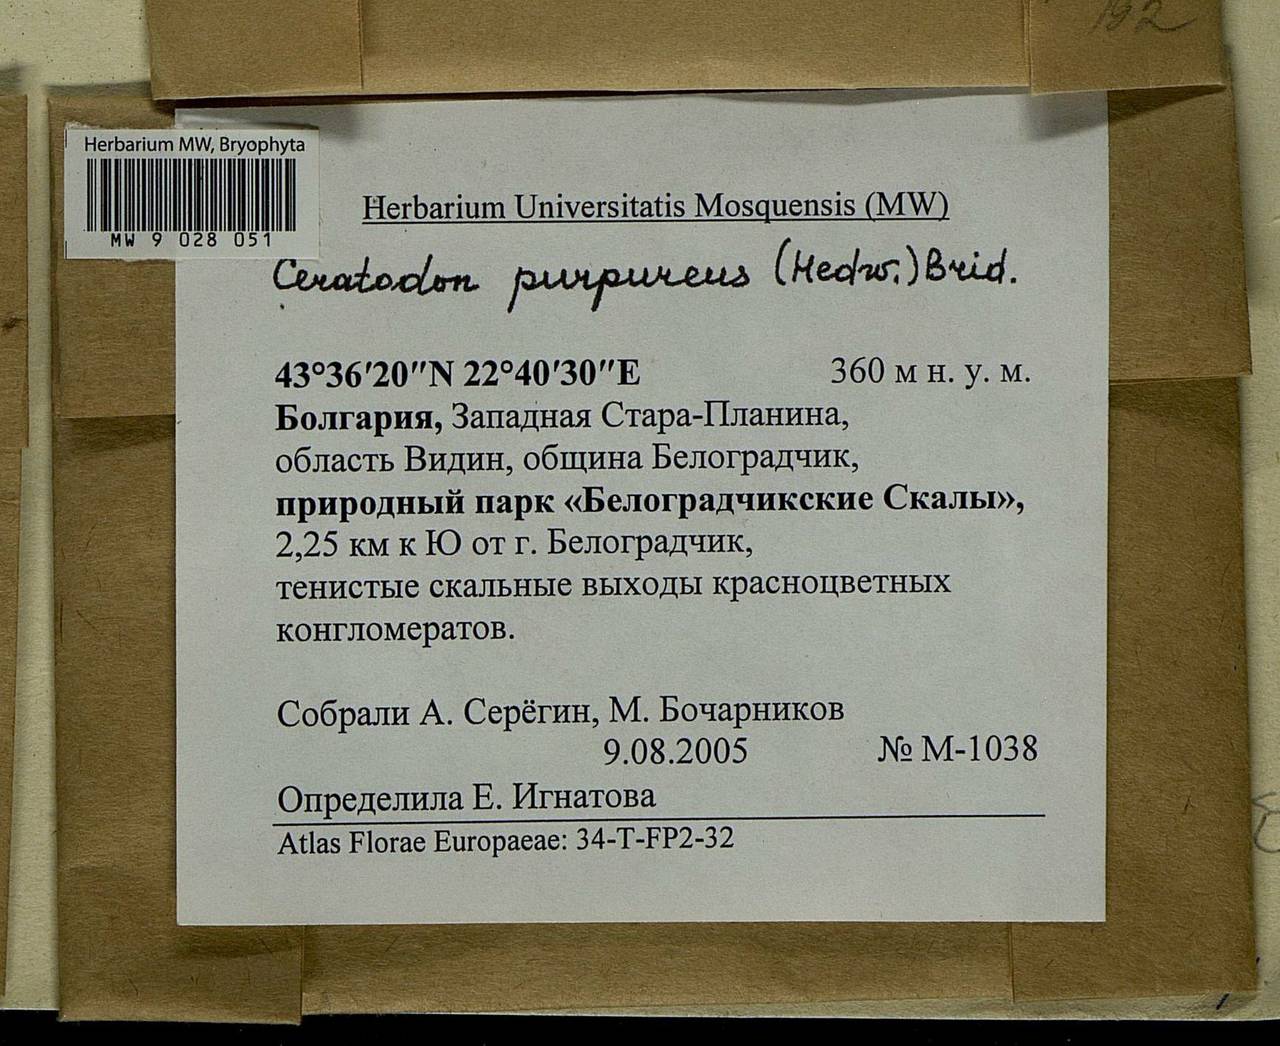 192
Herbarium MW, Bryophyta
MW 9 028 051
Herbarium Universitatis Mosquensis (MW)
Ceratodon purpureus (Hedw.) Brid.
43°36′20″N 22°40′30″E 360 м н. у. м.
Болгария, Западная Стара-Планина,
область Видин, община Белоградчик,
природный парк «Белоградчикские Скалы»,
2,25 км к Ю от г. Белоградчик,
тенистые скальные выходы красноцветных
конгломератов.
Собрали А. Серёгин, М. Бочарников
9.08.2005 № М-1038
Определила Е. Игнатова
Atlas Florae Europaeae: 34-T-FP2-32